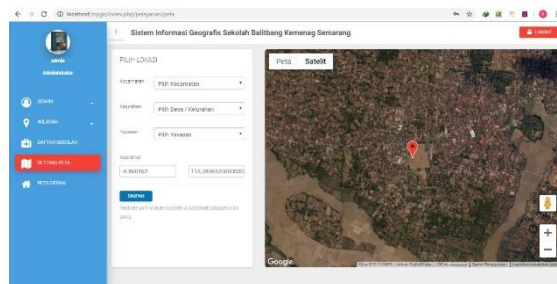 localhost/mygis/index.php/pelayanan/peta
Sistem Informasi Geografis Sekolah Balitbang Kemenag Semarang
LOGOUT
admin
Administrator
ADMIN
WILAYAH
DAFTAR SEKOLAH
SETTING PETA
PETA DEPAN
PILIH LOKASI
Kecamatan
Pilih Kecamatan
Kelurahan
Pilih Desa / Kelurahan
Yayasan
Pilih Yayasan
Koordinat
SIMPAN
Peta
Satelit
Google